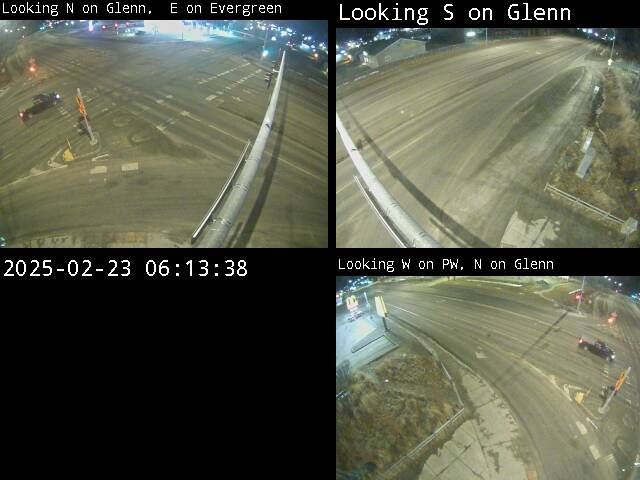 Looking N on Glenn,  E on Evergreen
Looking S on Glenn
2025-02-23 06:13:38
Looking W on PW, N on Glenn